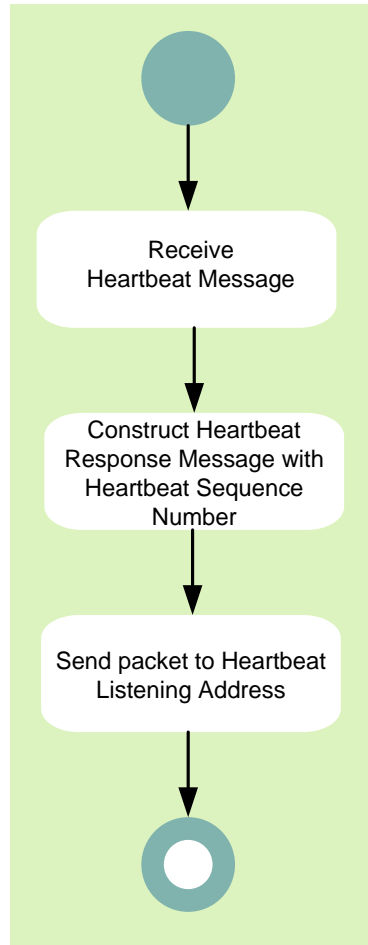 Receive
Heartbeat Message
Construct Heartbeat
Response Message with
Heartbeat Sequence
Number
Send packet to Heartbeat
Listening Address